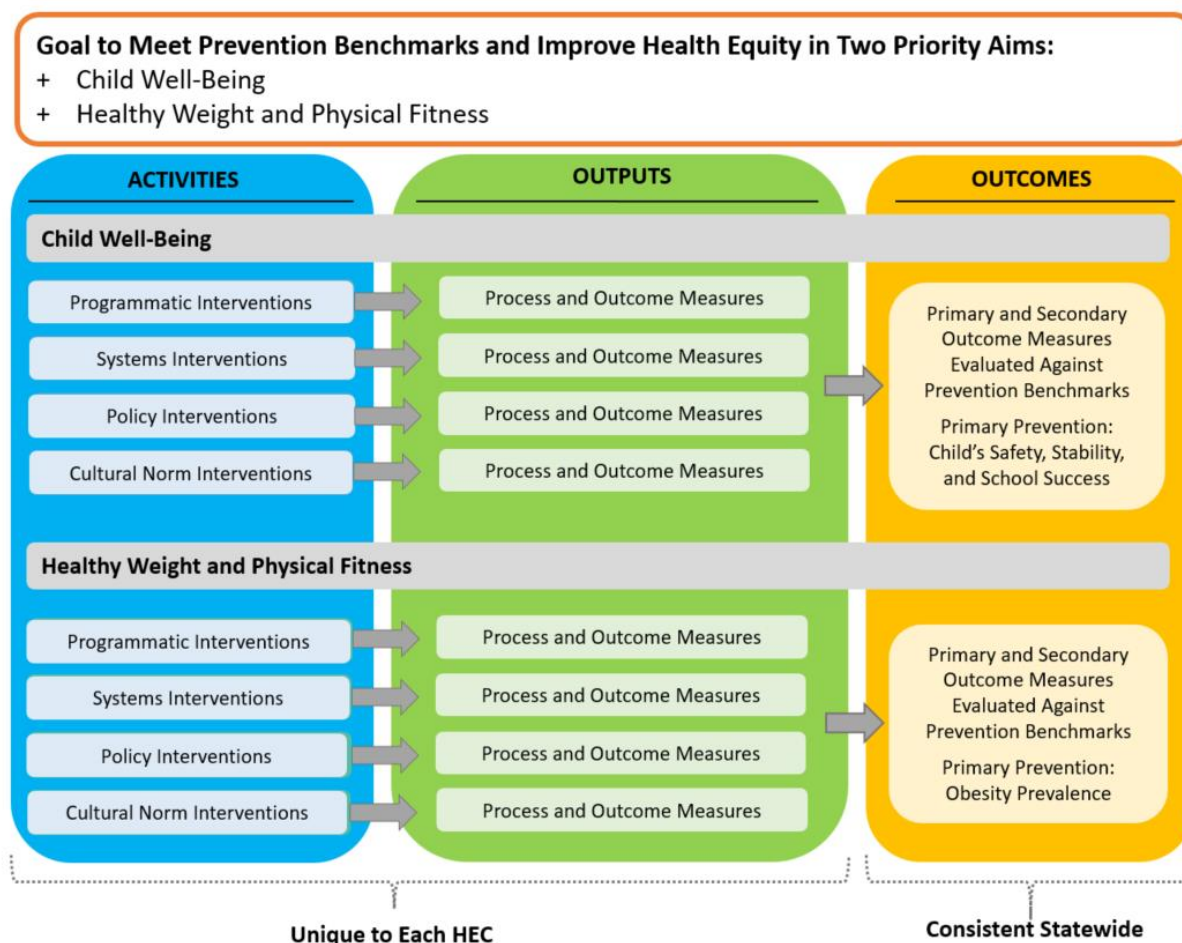 Goal to Meet Prevention Benchmarks and Improve Health Equity in Two Priority Aims:
+ Child Well-Being
+ Healthy Weight and Physical Fitness
ACTIVITIES
OUTPUTS
OUTCOMES
Child Well-Being
Programmatic Interventions
Process and Outcome Measures
Systems Interventions
Process and Outcome Measures
Policy Interventions
Process and Outcome Measures
Cultural Norm Interventions
Process and Outcome Measures
Primary and Secondary
Outcome Measures
Evaluated Against
Prevention Benchmarks
Primary Prevention:
Child’s Safety, Stability,
and School Success
Healthy Weight and Physical Fitness
Programmatic Interventions
Process and Outcome Measures
Systems Interventions
Process and Outcome Measures
Policy Interventions
Process and Outcome Measures
Cultural Norm Interventions
Process and Outcome Measures
Primary and Secondary
Outcome Measures
Evaluated Against
Prevention Benchmarks
Primary Prevention:
Obesity Prevalence
Unique to Each HEC
Consistent Statewide